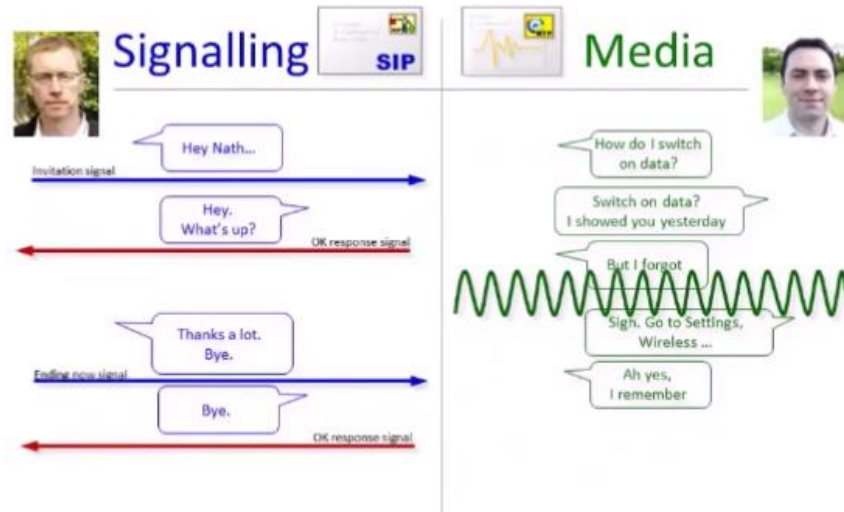 Signalling
SIP
RTP
Media
Hey Nath...
Invitation signal
Hey.
What's up?
OK response signal
Thanks a lot.
Bye.
Ending now signal
Bye.
OK response signal
How do I switch
on data?
Switch on data?
I showed you yesterday
But I forgot
Sigh. Go to Settings,
Wireless ...
Ah yes,
I remember